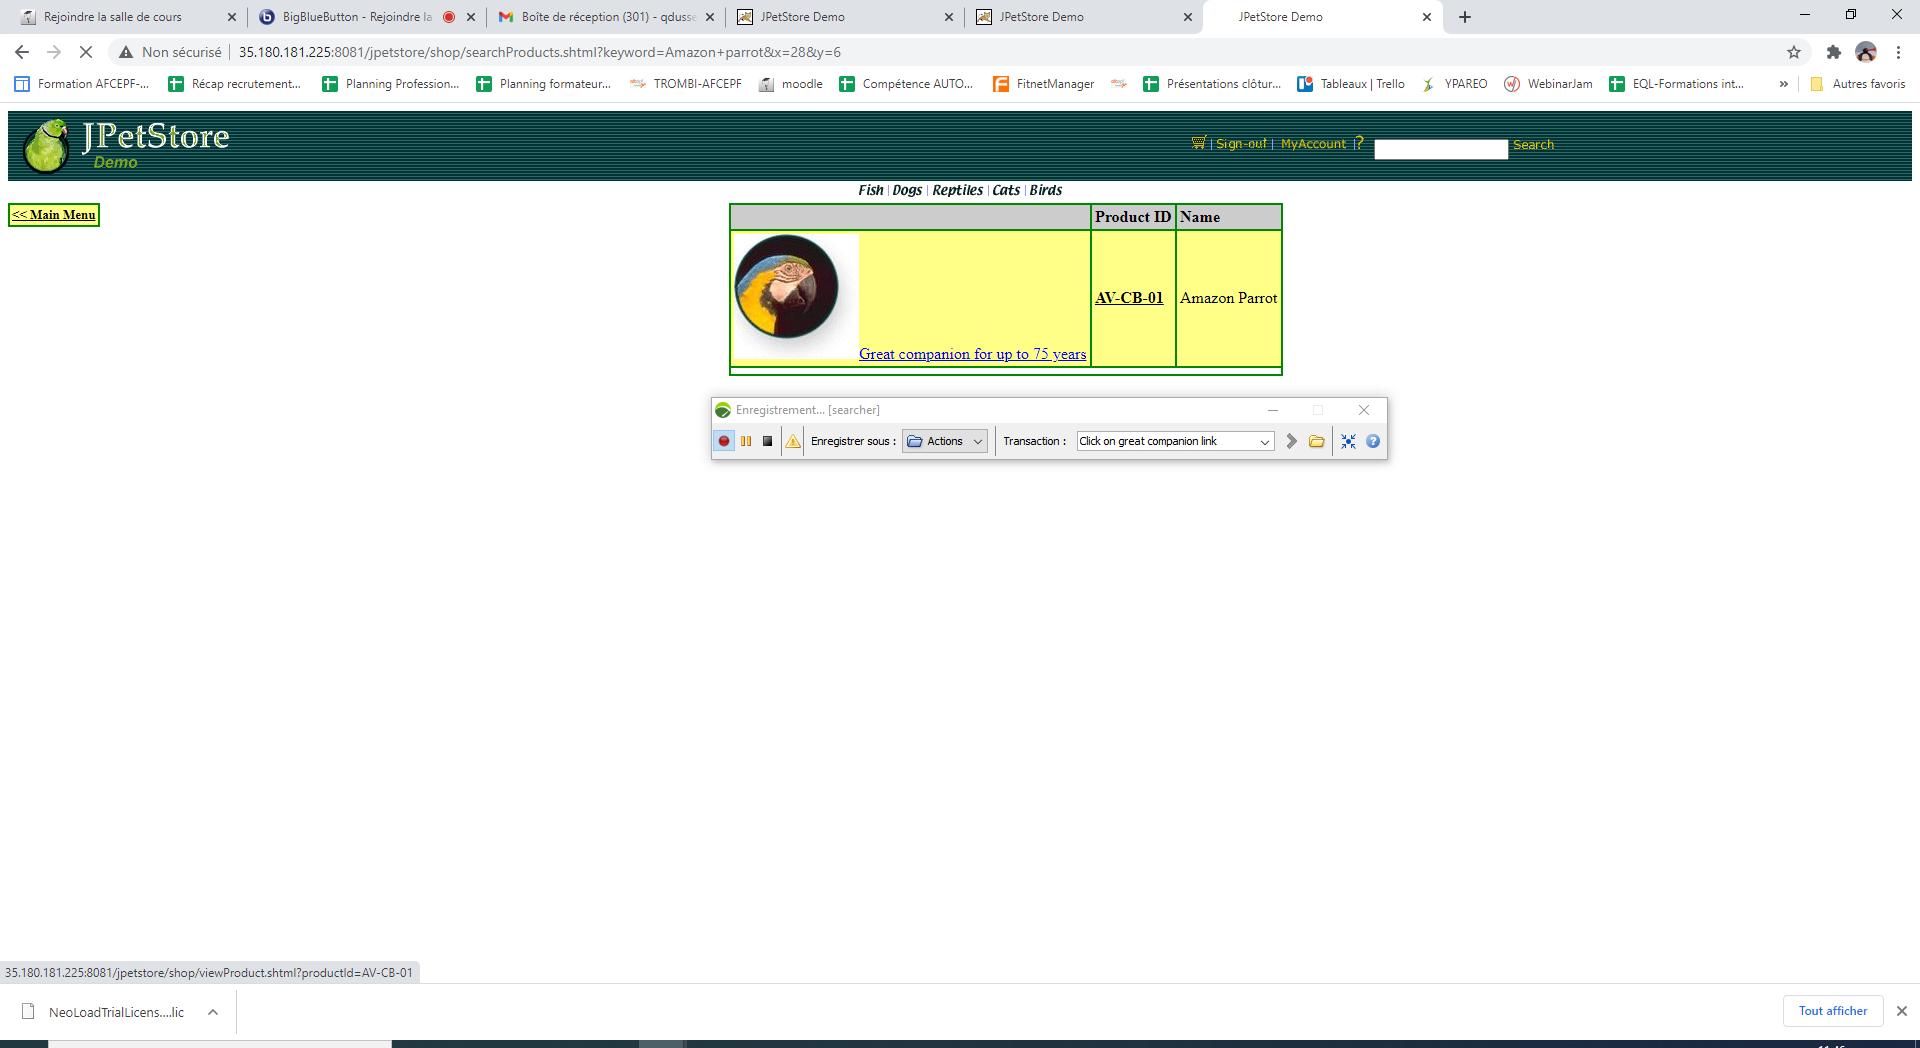 Rejoindre la salle de cours
BigBlueButton - Rejoindre la
Boîte de réception (301) - qdusse
JPetStore Demo
JPetStore Demo
JPetStore Demo
Non sécurisé
35.180.181.225:8081/jpetstore/shop/searchProducts.shtml?keyword=Amazon+parrot&x=28&y=6
Formation AFCEPF-...
Récap recrutement...
Planning Profession...
Planning formateur...
TROMBI-AFCEPF
moodle
Compétence AUTO...
FitnetManager
Présentations clôtur...
Tableaux | Trello
YPAREO
WebinarJam
EQL-Formations int...
»
Autres favoris
JPetStore
Demo
| Sign-out | MyAccount | ?
Search
Fish | Dogs | Reptiles | Cats | Birds
<< Main Menu
Product ID Name
AV-CB-01 Amazon Parrot
Great companion for up to 75 years
Enregistrement... [searcher]
Enregistrer sous : Actions Transaction : Click on great companion link
35.180.181.225:8081/jpetstore/shop/viewProduct.shtml?productId=AV-CB-01
NeoLoadTrialLicens....lic
Tout afficher